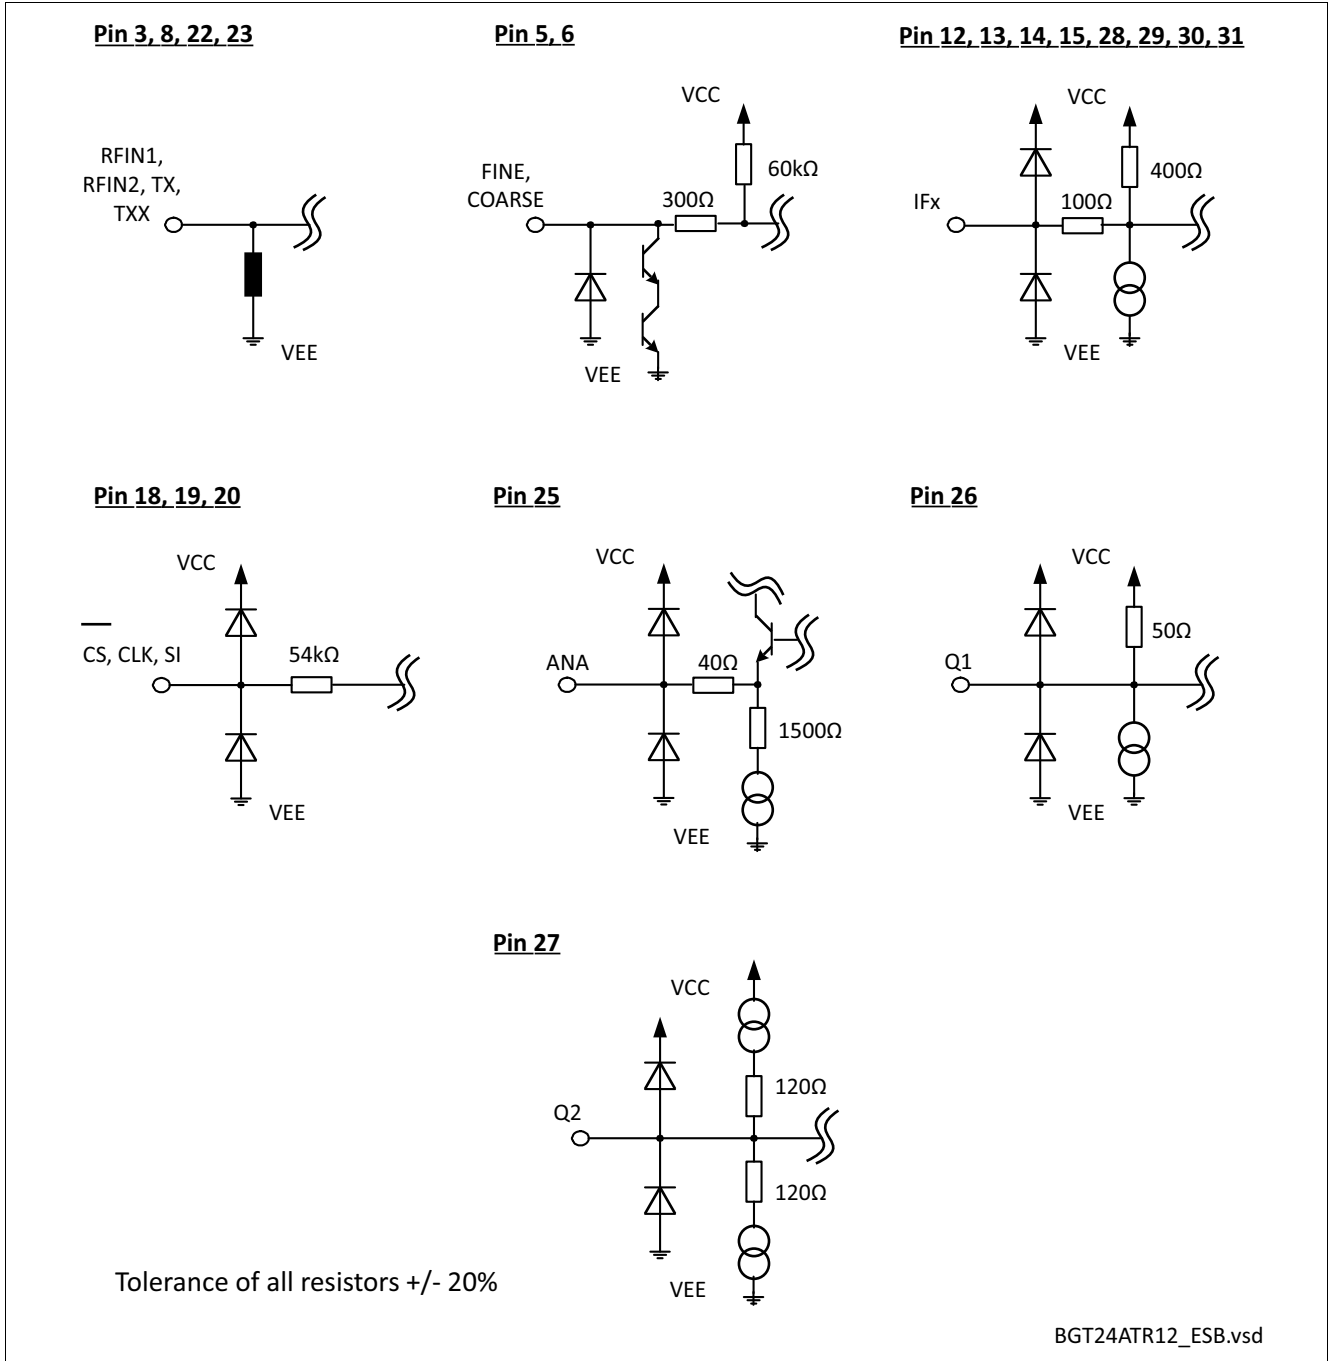 Pin 3, 8, 22, 23
RFIN1,
RFIN2, TX,
TXX
VEE
Pin 5, 6
VCC
FINE,
COARSE
300Ω
60kΩ
VEE
Pin 12, 13, 14, 15, 28, 29, 30, 31
VCC
IFx
100Ω
400Ω
VEE
Pin 18, 19, 20
VCC
CS, CLK, SI
54kΩ
VEE
Pin 25
VCC
ANA
40Ω
1500Ω
VEE
Pin 26
VCC
Q1
50Ω
VEE
Pin 27
VCC
Q2
120Ω
120Ω
VEE
Tolerance of all resistors +/- 20%
BGT24ATR12_ESB.vsd